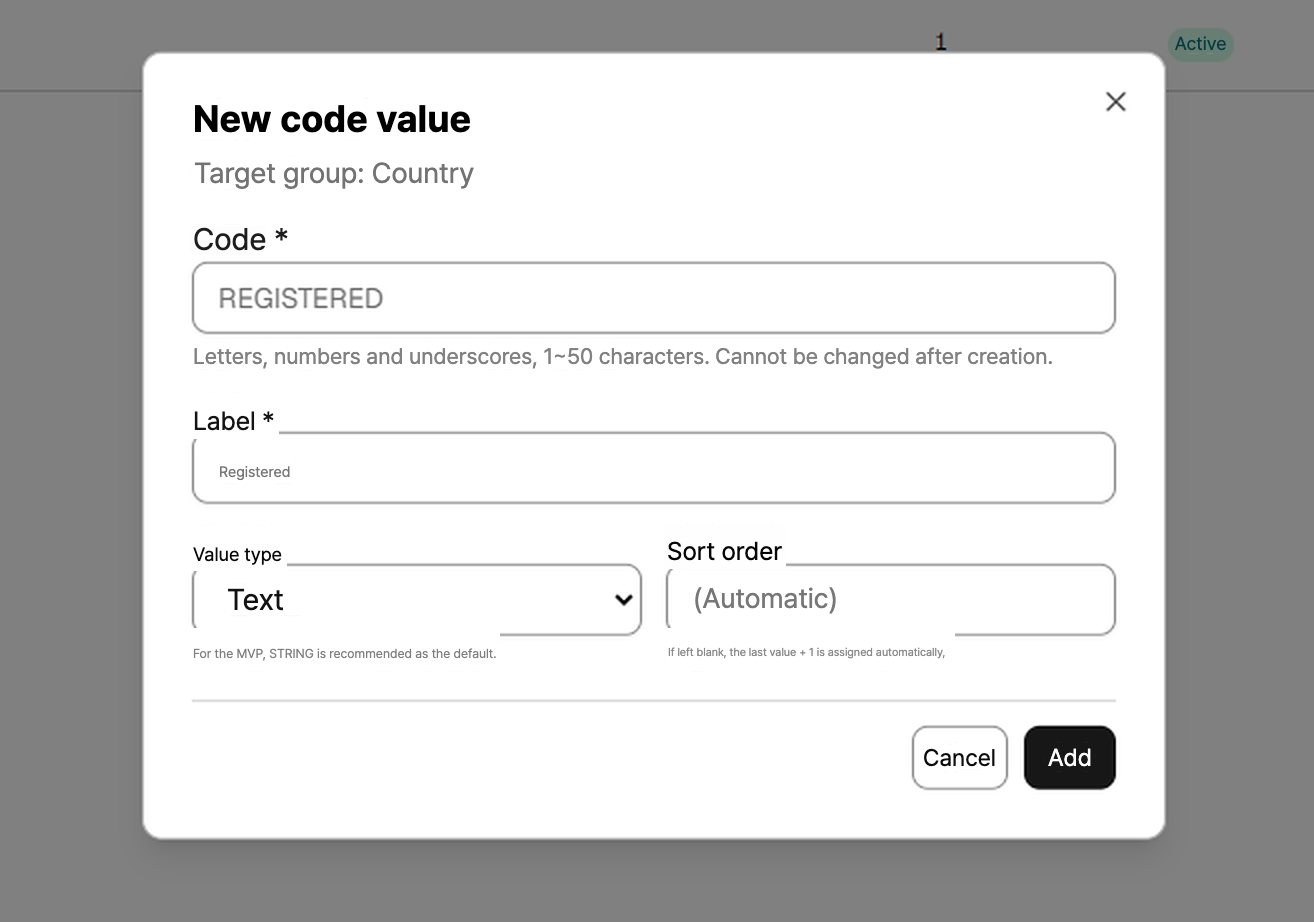 1
Active
New code value
Target group: Country
Code *
REGISTERED
Letters, numbers and underscores, 1~50 characters. Cannot be changed after creation.
Label *
Registered
Value type
Sort order
Text
(Automatic)
For the MVP, STRING is recommended as the default.
If left blank, the last value + 1 is assigned automatically,
Cancel
Add